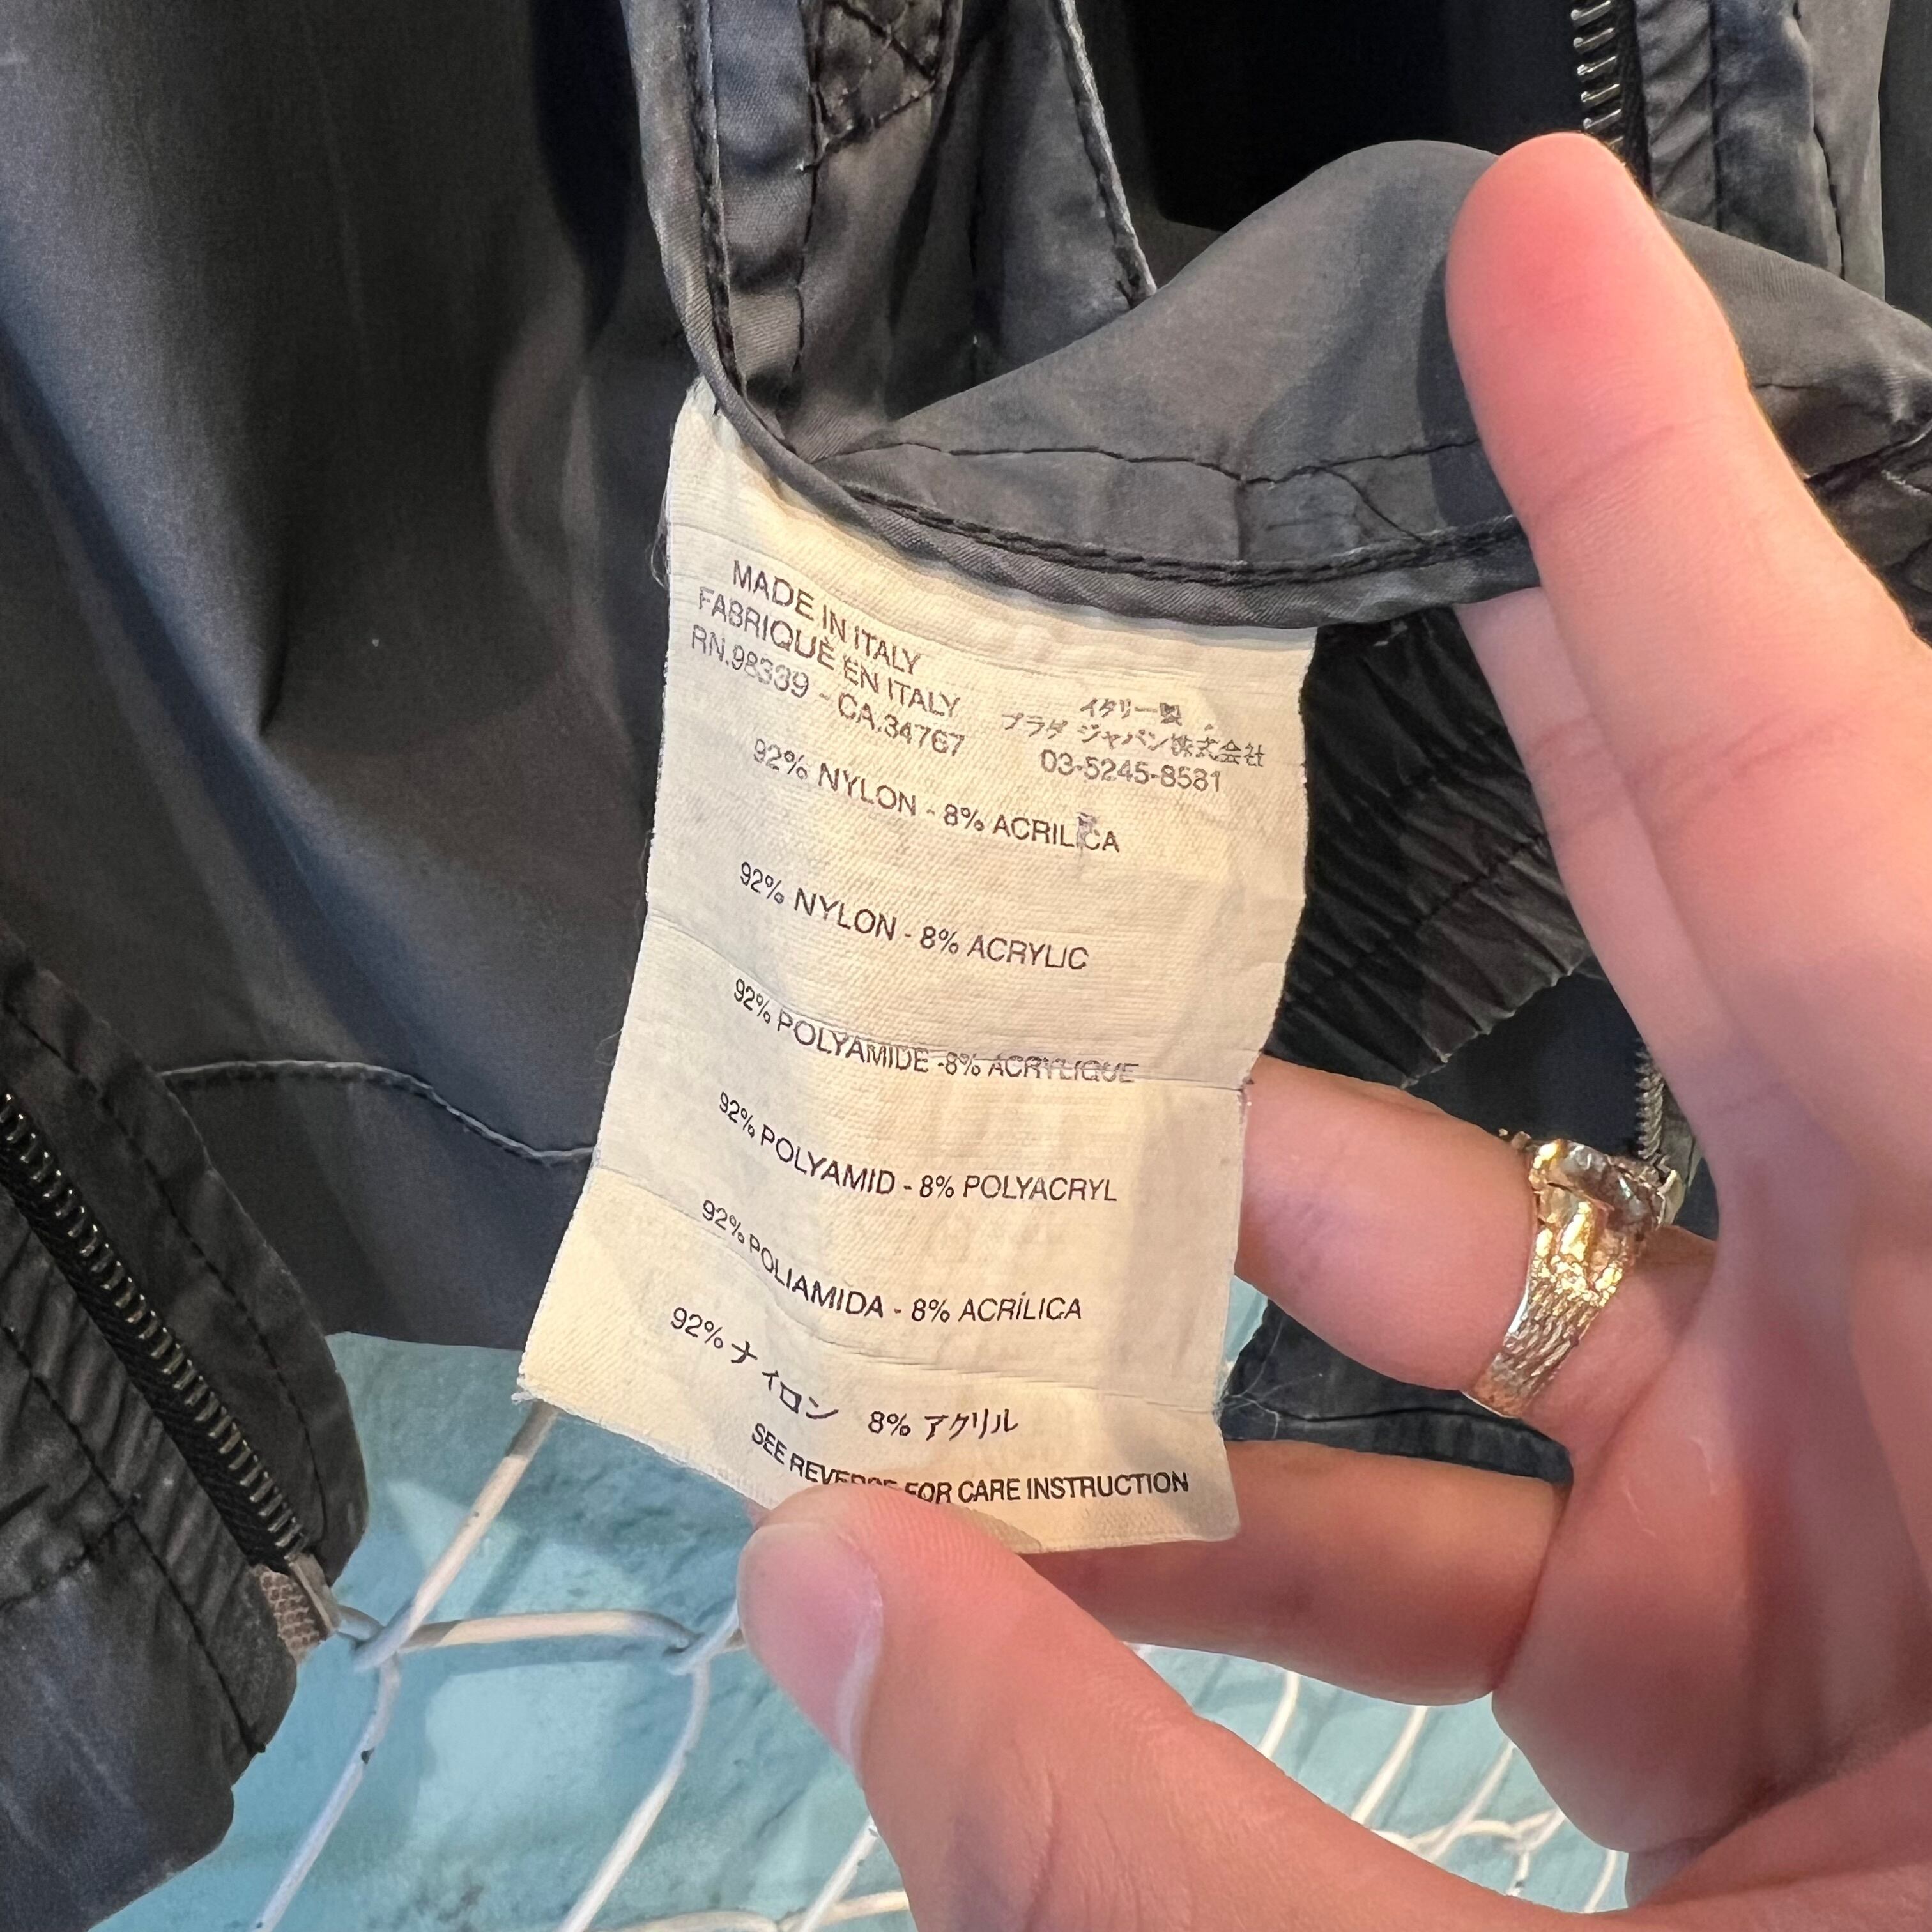 MADE IN ITALY
FABRIQUÈ EN ITALY
RN.98339 - CA.34767
イタリー製
プラダ ジャパン株式会社
03-5245-8581
92% NYLON - 8% ACRILICA
92% NYLON - 8% ACRYLIC
92% POLYAMIDE -8% ACRYLIQUE
92% POLYAMID - 8% POLYACRYL
92% POLIAMIDA - 8% ACRÍLICA
92% ナイロン 8% アクリル
SEE REVERSE FOR CARE INSTRUCTION